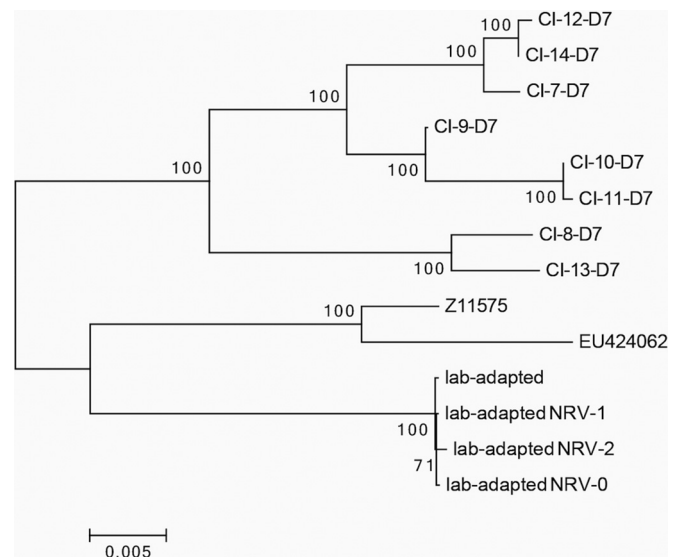 100 CI-12-D7
100 CI-14-D7
100 CI-7-D7
CI-9-D7
100
100 CI-10-D7
100 CI-11-D7
CI-8-D7
100 CI-13-D7
100 Z11575
EU424062
lab-adapted
lab-adapted NRV-1
100
lab-adapted NRV-2
71
lab-adapted NRV-0
0.005